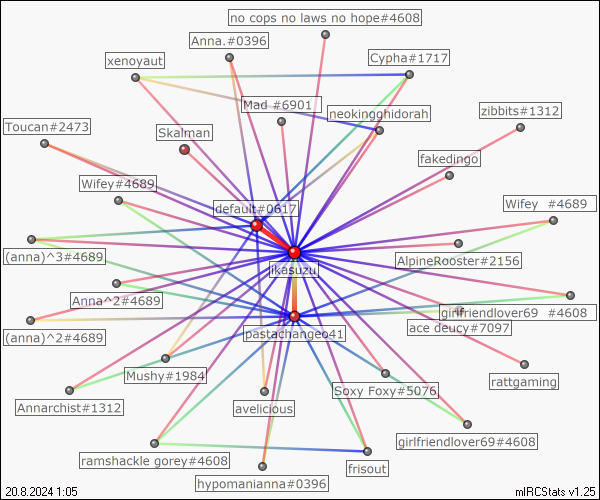 no cops no laws no hope#4608
Anna.#0396
xenoyaut
Cypha#1717
Mad #6901
neokingghidorah
zibbits#1312
Toucan#2473
Skalman
fakedingo
Wifey#4689
default#0617
Wifey #4689
(anna)^3#4689
AlpineRooster#2156
ikasuzu
Anna^2#4689
girlfriendlover69 #4608
ace deucy#7097
(anna)^2#4689
pastachangeo41
Mushy#1984
rattgaming
Soxy Foxy#5076
Annarchist#1312
avelicious
girlfriendlover69#4608
ramshackle gorey#4608
frisout
hypomanianna#0396
20.8.2024 1:05
mIRCStats v1.25